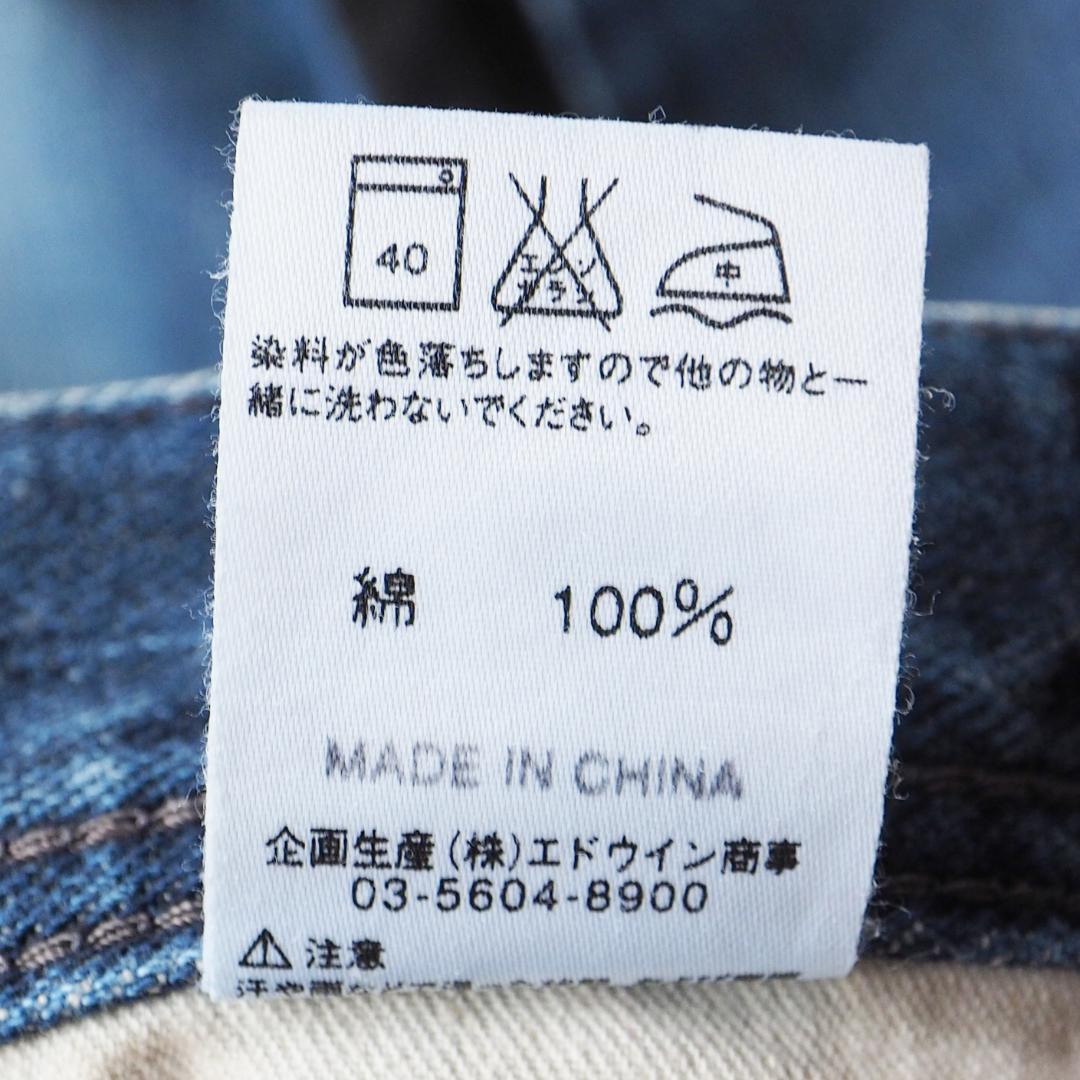 40
エンソ
サラシ
中
染料が色落ちしますので他の物と一
緒に洗わないでください。
綿 100%
MADE IN CHINA
企画生産(株)エドウイン商事
03-5604-8900
注意